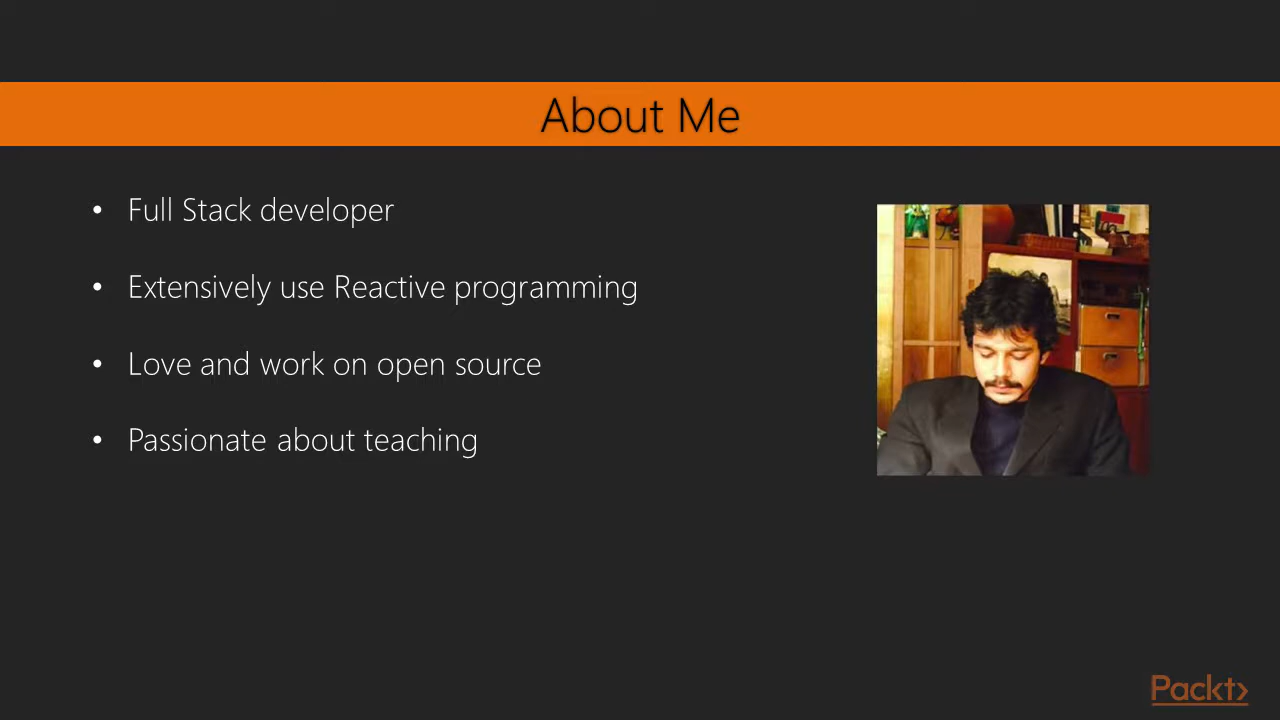 About Me
• Full Stack developer
• Extensively use Reactive programming
• Love and work on open source
• Passionate about teaching
Packt>